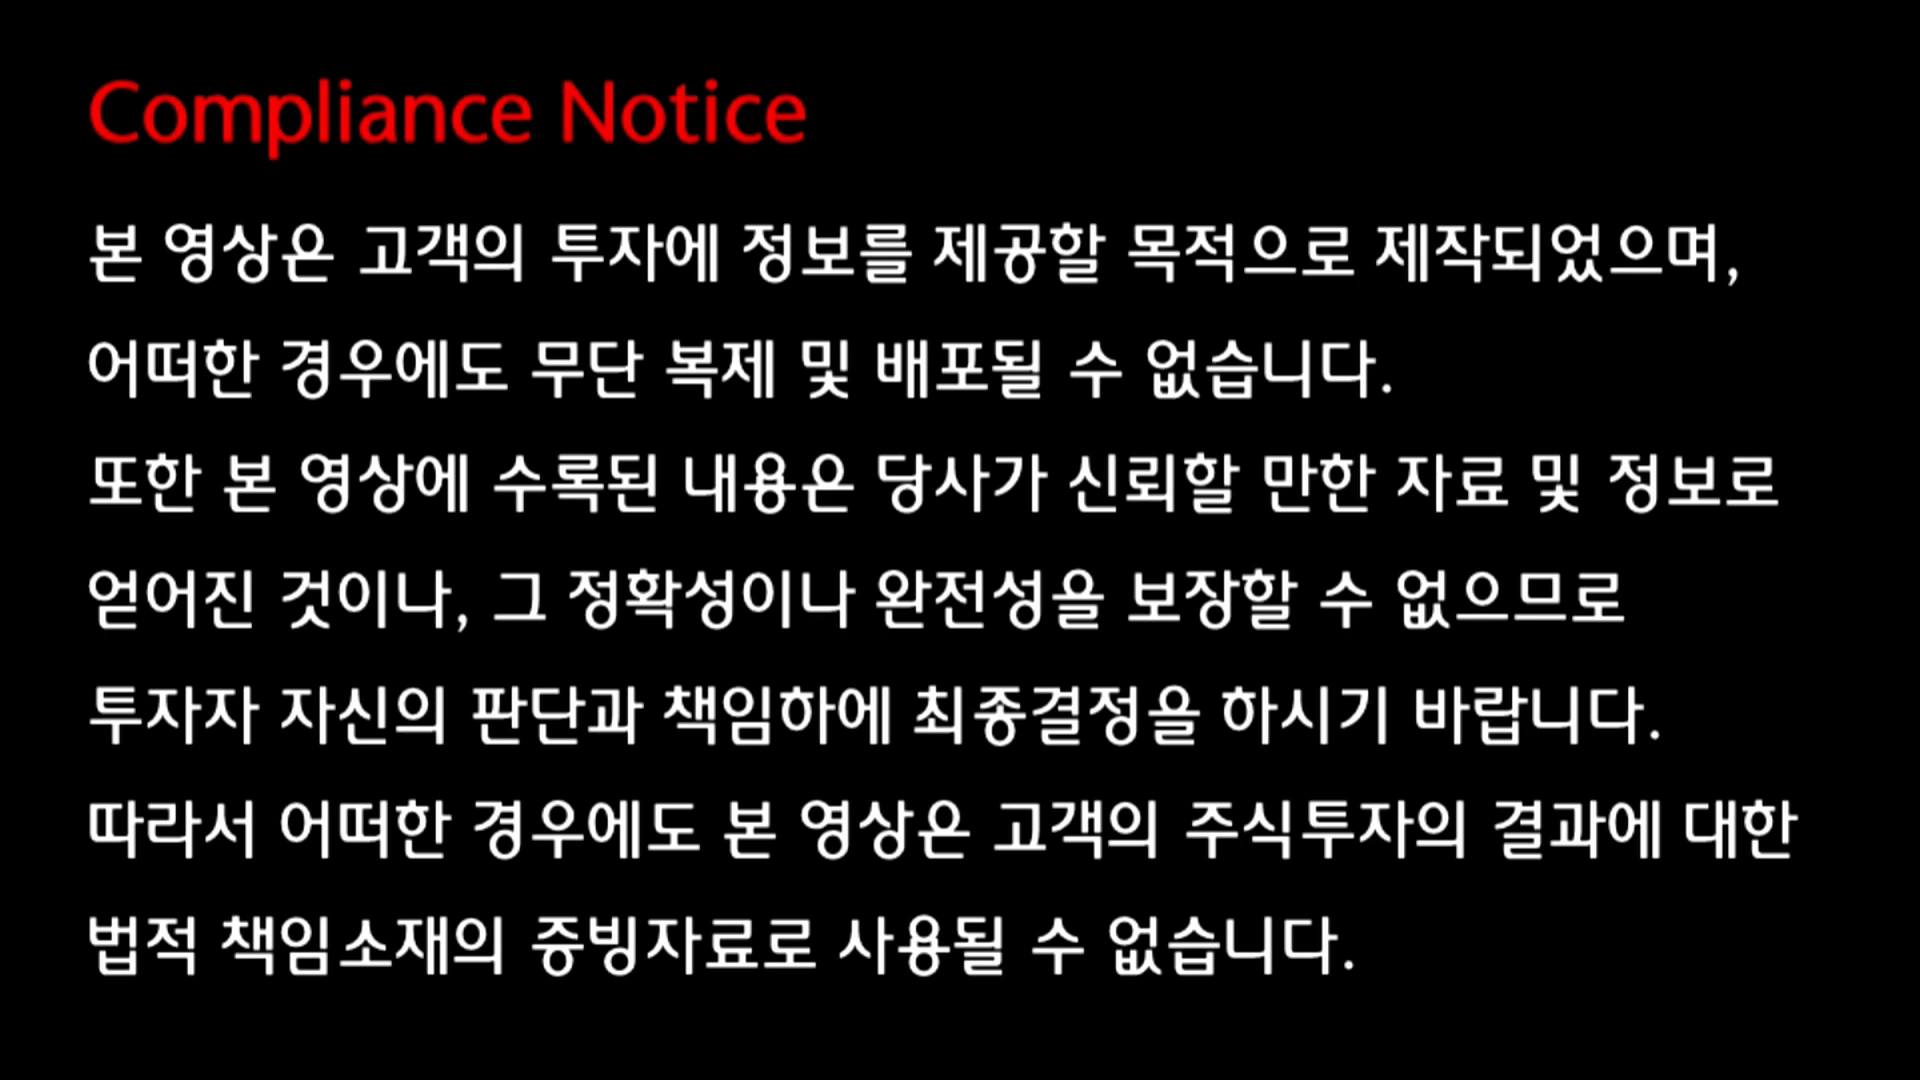 Compliance Notice
본 영상은 고객의 투자에 정보를 제공할 목적으로 제작되었으며,
어떠한 경우에도 무단 복제 및 배포될 수 없습니다.
또한 본 영상에 수록된 내용은 당사가 신뢰할 만한 자료 및 정보로
얻어진 것이나, 그 정확성이나 완전성을 보장할 수 없으므로
투자자 자신의 판단과 책임하에 최종결정을 하시기 바랍니다.
따라서 어떠한 경우에도 본 영상은 고객의 주식투자의 결과에 대한
법적 책임소재의 증빙자료로 사용될 수 없습니다.